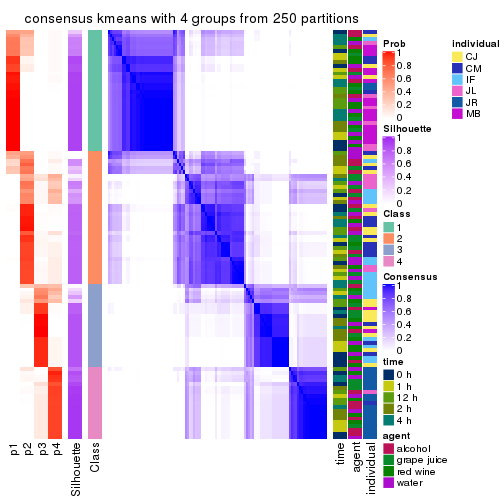 consensus kmeans with 4 groups from 250 partitions
Prob
1
0.8
0.6
0.4
0.2
0
Silhouette
1
0.8
0.6
0.4
0.2
0
Class
1
2
3
4
Consensus
1
0.8
0.6
0.4
0.2
0
time
0 h
1 h
12 h
2 h
4 h
agent
alcohol
grape juice
red wine
water
Individual
CJ
CM
IF
JL
JR
MB
p1
p2
p3
p4
Silhouette
Class
time
agent
individual